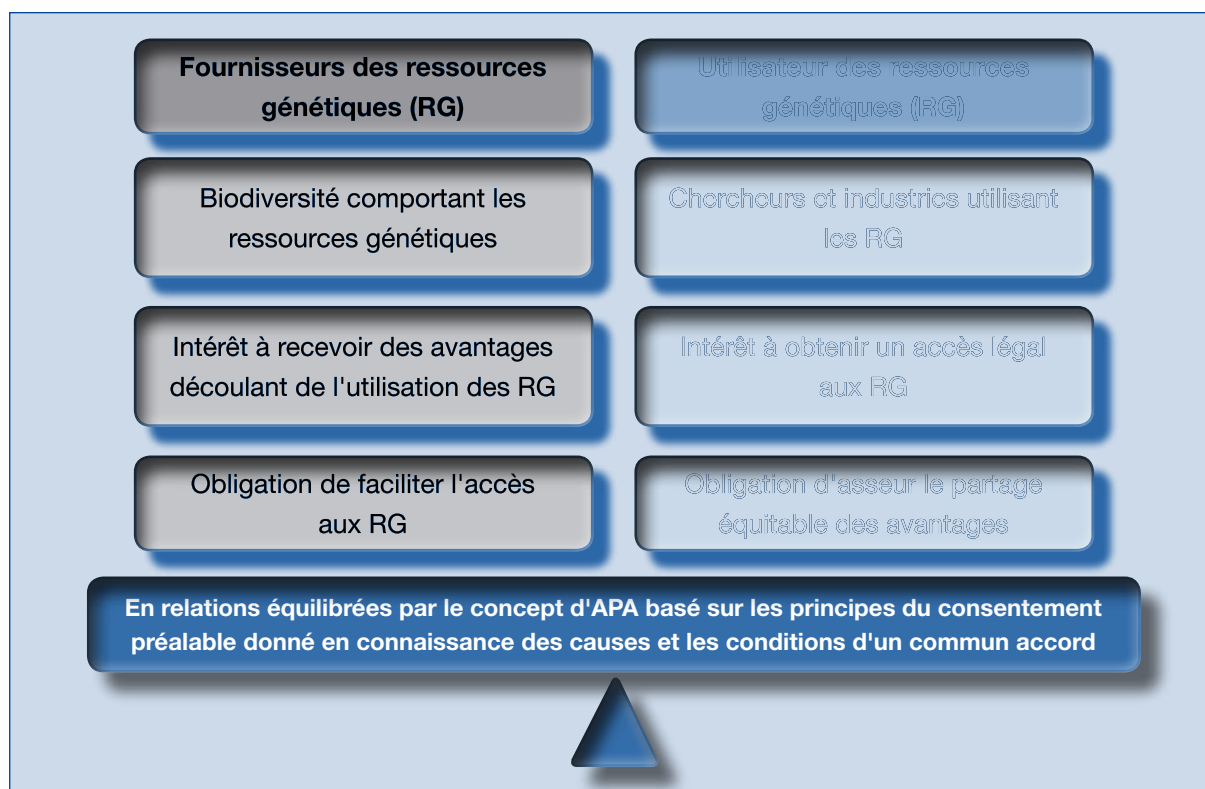 Fournisseurs des ressources
génétiques (RG)
Utilisateur des ressources
génétiques (RG)
Biodiversité comportant les
ressources génétiques
Chercheurs et industries utilisant
les RG
Intérêt à recevoir des avantages
découlant de l'utilisation des RG
Intérêt à obtenir un accès légal
aux RG
Obligation de faciliter l'accès
aux RG
Obligation d'asseur le partage
équitable des avantages
En relations équilibrées par le concept d'APA basé sur les principes du consentement
préalable donné en connaissance des causes et les conditions d'un commun accord